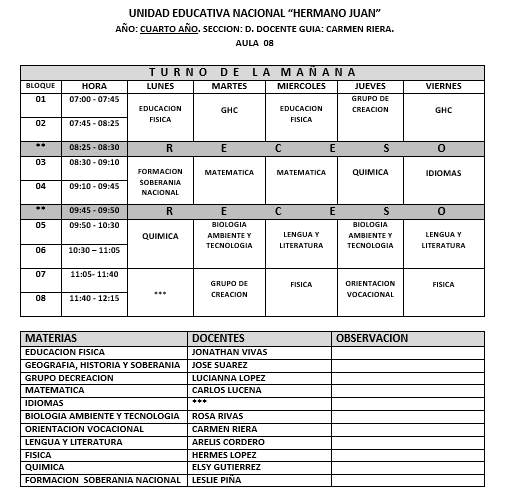 UNIDAD EDUCATIVA NACIONAL "HERMANO JUAN"
AÑO: CUARTO AÑO. SECCION: D. DOCENTE GUIA: CARMEN RIERA.
AULA 08
TURNO DE LA MAÑANA
BLOQUE HORA LUNES MARTES MIERCOLES JUEVES VIERNES
01 07:00 - 07:45 EDUCACION FISICA GHC EDUCACION FISICA GRUPO DE CREACION GHC
02 07:45 - 08:25
** 08:25 - 08:30 R E C E S O
03 08:30 - 09:10 FORMACION SOBERANIA NACIONAL MATEMATICA MATEMATICA QUIMICA IDIOMAS
04 09:10 - 09:45
** 09:45 - 09:50 R E C E S O
05 09:50 - 10:30 QUIMICA BIOLOGIA AMBIENTE Y TECNOLOGIA LENGUA Y LITERATURA BIOLOGIA AMBIENTE Y TECNOLOGIA LENGUA Y LITERATURA
06 10:30 – 11:05
07 11:05- 11:40 *** GRUPO DE CREACION FISICA ORIENTACION VOCACIONAL FISICA
08 11:40 - 12:15
MATERIAS DOCENTES OBSERVACION
EDUCACION FISICA JONATHAN VIVAS
GEOGRAFIA, HISTORIA Y SOBERANIA JOSE SUAREZ
GRUPO DECREACION LUCIANNA LOPEZ
MATEMATICA CARLOS LUCENA
IDIOMAS ***
BIOLOGIA AMBIENTE Y TECNOLOGIA ROSA RIVAS
ORIENTACION VOCACIONAL CARMEN RIERA
LENGUA Y LITERATURA ARELIS CORDERO
FISICA HERMES LOPEZ
QUIMICA ELSY GUTIERREZ
FORMACION SOBERANIA NACIONAL LESLIE PIÑA